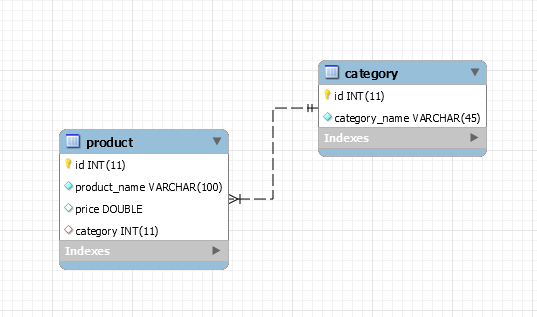 category
id INT(11)
category_name VARCHAR(45)
Indexes
product
id INT(11)
product_name VARCHAR(100)
price DOUBLE
category INT(11)
Indexes